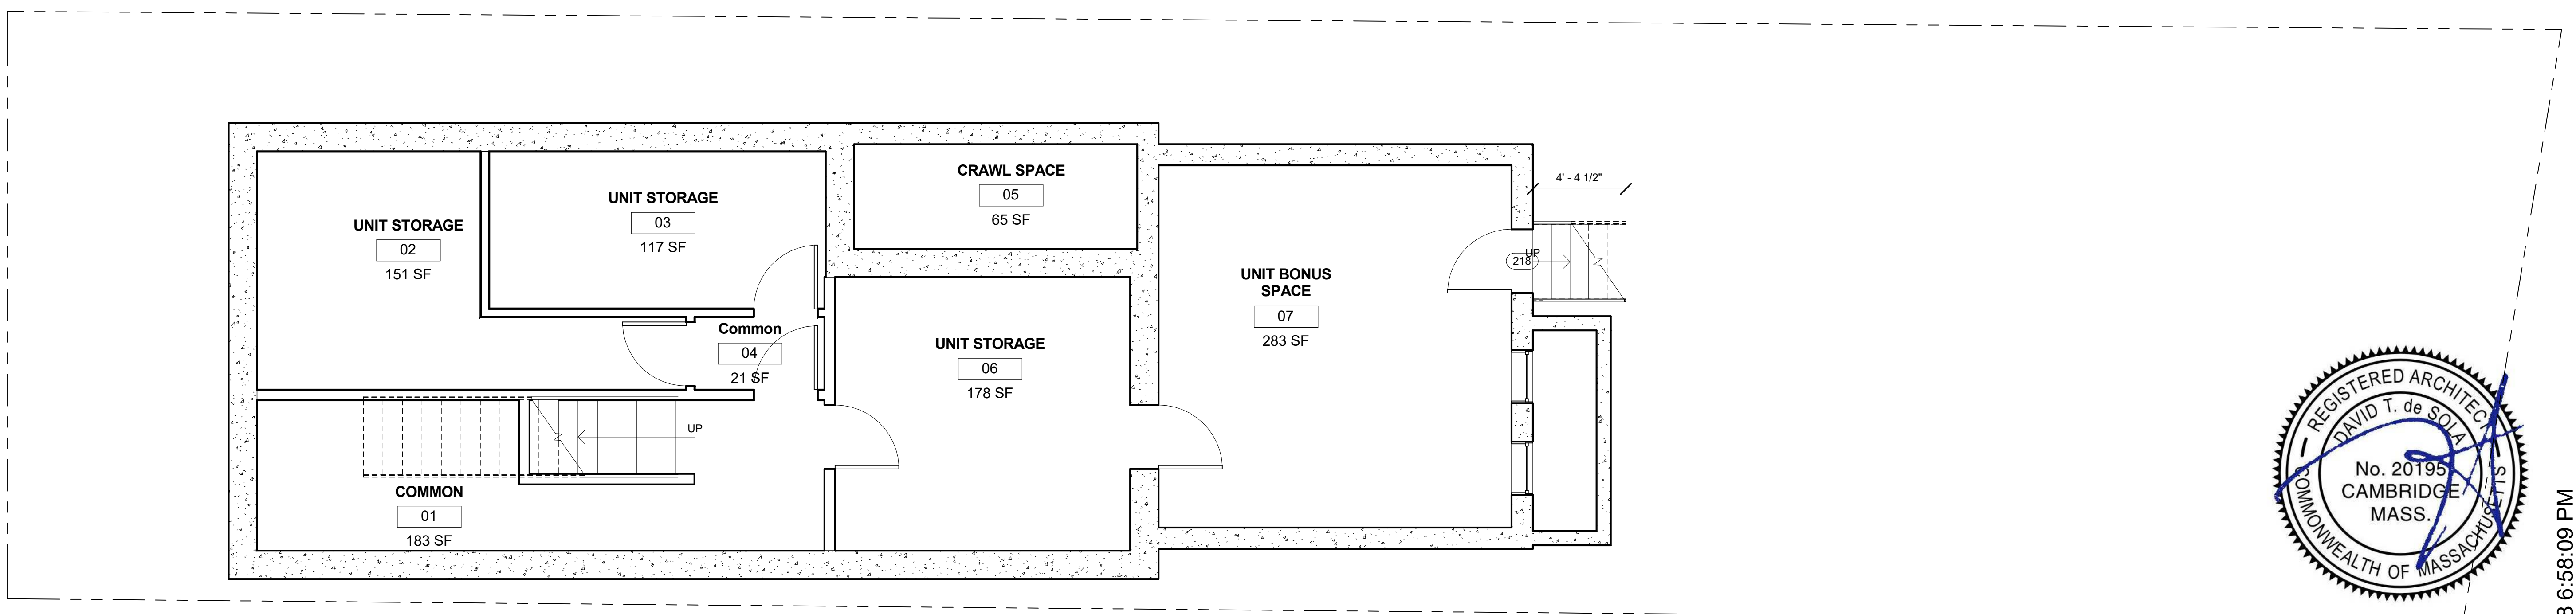 UNIT STORAGE
02
151 SF
UNIT STORAGE
03
117 SF
CRAWL SPACE
05
65 SF
Common
04
21 SF
UNIT STORAGE
06
178 SF
UNIT BONUS
SPACE
07
283 SF
4' - 4 1/2"
UP
218
UP
COMMON
01
183 SF
REGISTERED ARCHITECT
DAVID T. de SOLA
No. 20195
CAMBRIDGE
MASS.
COMMONWEALTH OF MASSACHUSETTS
6:58:09 PM